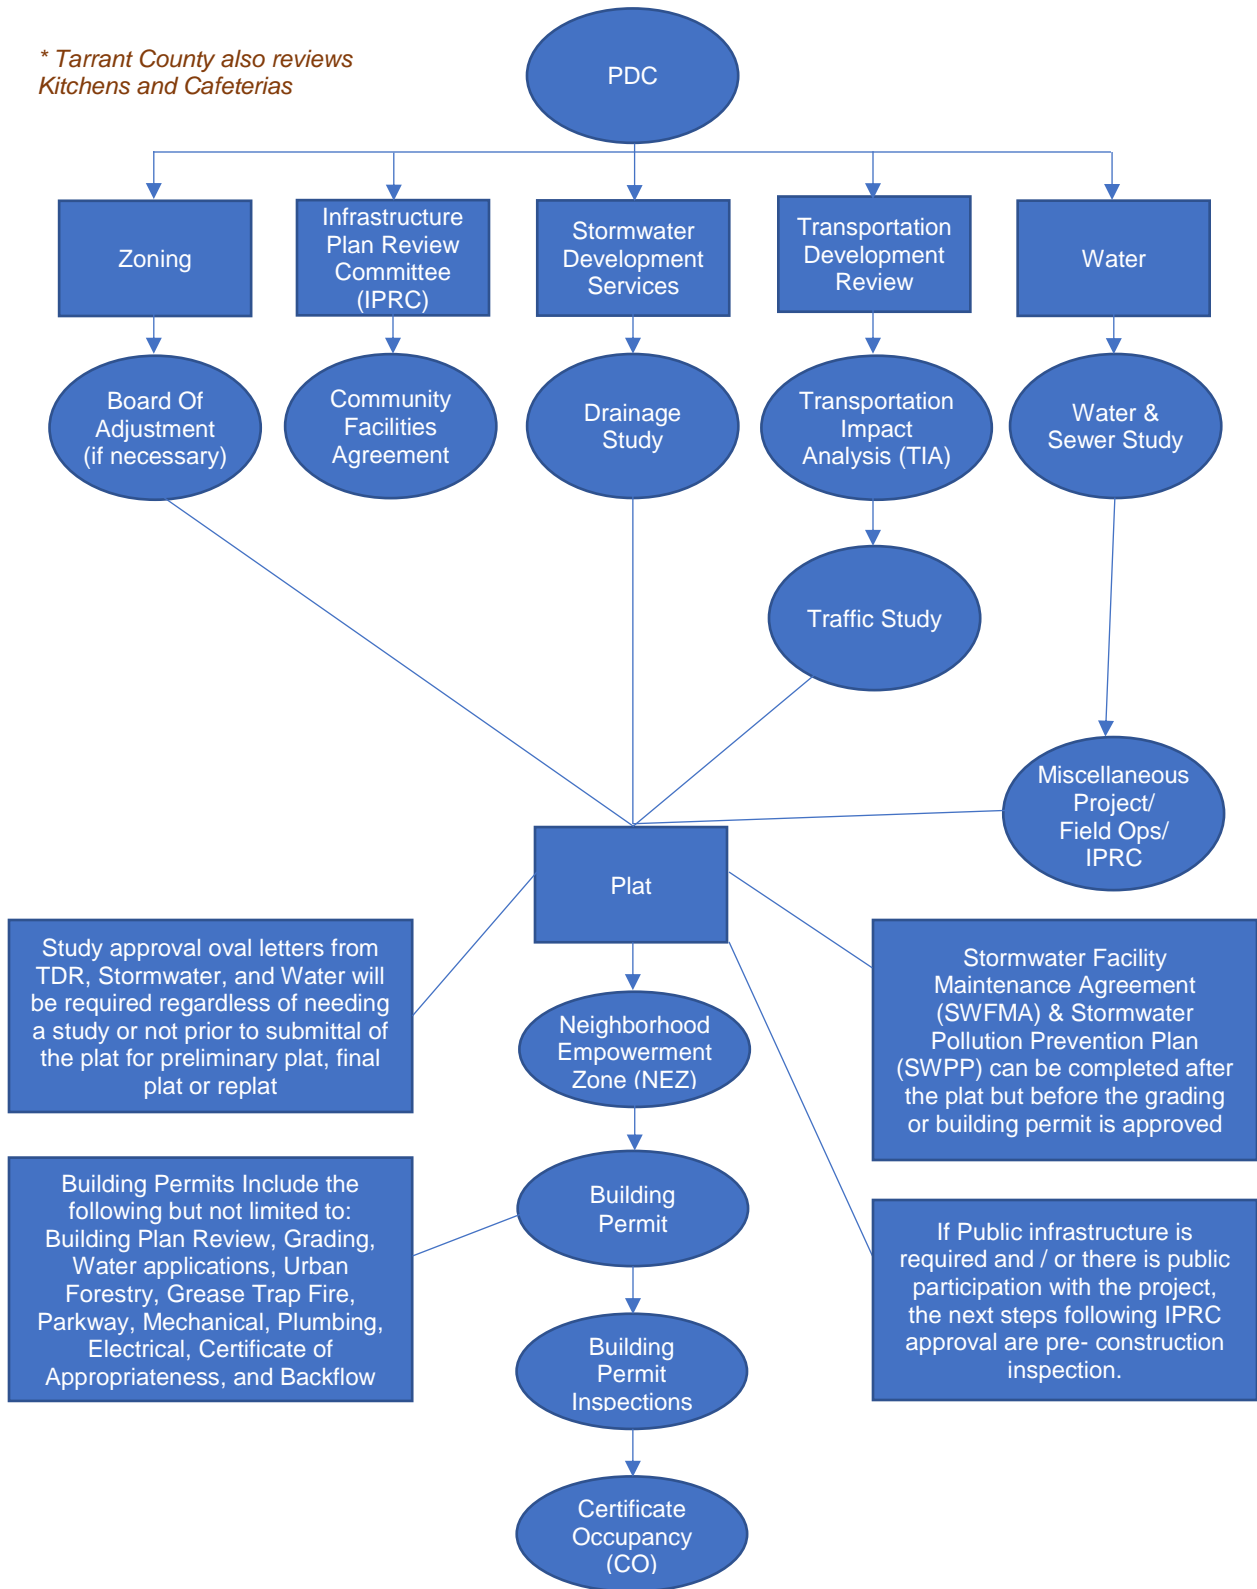 * Tarrant County also reviews
Kitchens and Cafeterias
PDC
Zoning
Infrastructure
Plan Review
Committee
(IPRC)
Stormwater
Development
Services
Transportation
Development
Review
Water
Board Of
Adjustment
(if necessary)
Community
Facilities
Agreement
Drainage
Study
Transportation
Impact
Analysis (TIA)
Water &
Sewer Study
Traffic Study
Miscellaneous
Project/
Field Ops/
IPRC
Plat
Study approval oval letters from
TDR, Stormwater, and Water will
be required regardless of needing
a study or not prior to submittal of
the plat for preliminary plat, final
plat or replat
Stormwater Facility
Maintenance Agreement
(SWFMA) & Stormwater
Pollution Prevention Plan
(SWPP) can be completed after
the plat but before the grading
or building permit is approved
Neighborhood
Empowerment
Zone (NEZ)
Building Permits Include the
following but not limited to:
Building Plan Review, Grading,
Water applications, Urban
Forestry, Grease Trap Fire,
Parkway, Mechanical, Plumbing,
Electrical, Certificate of
Appropriateness, and Backflow
Building
Permit
If Public infrastructure is
required and / or there is public
participation with the project,
the next steps following IPRC
approval are pre- construction
inspection.
Building
Permit
Inspections
Certificate
Occupancy
(CO)